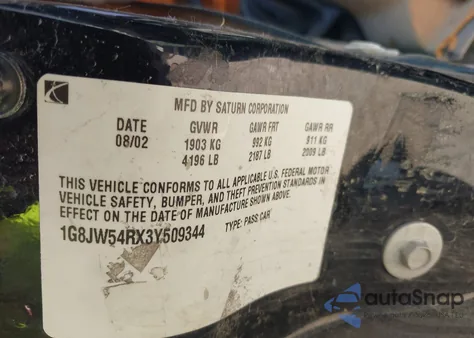 MFD BY SATURN CORPORATION
DATE GVWR GAWR FRT GAWR RR
08/02 1903 KG 992 KG 911 KG
4196 LB 2187 LB 2009 LB
THIS VEHICLE CONFORMS TO ALL APPLICABLE U.S. FEDERAL MOTOR
VEHICLE SAFETY, BUMPER, AND THEFT PREVENTION STANDARDS IN
EFFECT ON THE DATE OF MANUFACTURE SHOWN ABOVE.
1G8JW54RX3Y509344 TYPE: PASS CAR
autaSnap